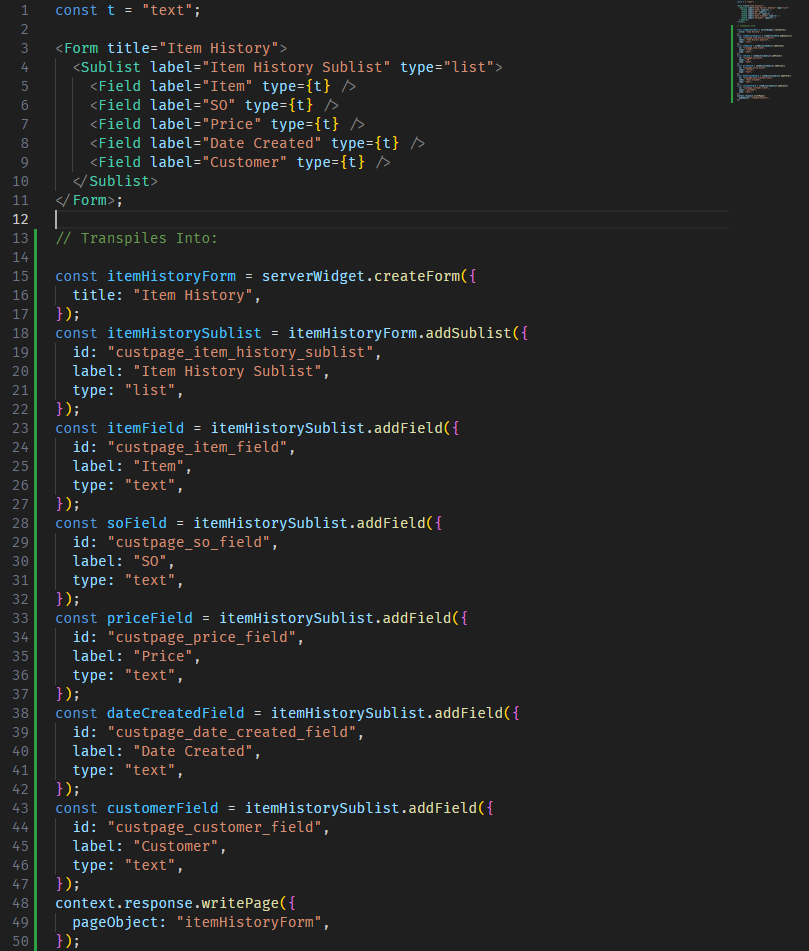 1 const t = "text";
2
3 <Form title="Item History">
4 <Sublist label="Item History Sublist" type="list">
5 <Field label="Item" type={t} />
6 <Field label="SO" type={t} />
7 <Field label="Price" type={t} />
8 <Field label="Date Created" type={t} />
9 <Field label="Customer" type={t} />
10 </Sublist>
11 </Form>;
12
13 // Transpiles Into:
14
15 const itemHistoryForm = serverWidget.createForm({
16 title: "Item History",
17 });
18 const itemHistorySublist = itemHistoryForm.addSublist({
19 id: "custpage_item_history_sublist",
20 label: "Item History Sublist",
21 type: "list",
22 });
23 const itemField = itemHistorySublist.addField({
24 id: "custpage_item_field",
25 label: "Item",
26 type: "text",
27 });
28 const soField = itemHistorySublist.addField({
29 id: "custpage_so_field",
30 label: "SO",
31 type: "text",
32 });
33 const priceField = itemHistorySublist.addField({
34 id: "custpage_price_field",
35 label: "Price",
36 type: "text",
37 });
38 const dateCreatedField = itemHistorySublist.addField({
39 id: "custpage_date_created_field",
40 label: "Date Created",
41 type: "text",
42 });
43 const customerField = itemHistorySublist.addField({
44 id: "custpage_customer_field",
45 label: "Customer",
46 type: "text",
47 });
48 context.response.writePage({
49 pageObject: "itemHistoryForm",
50 });